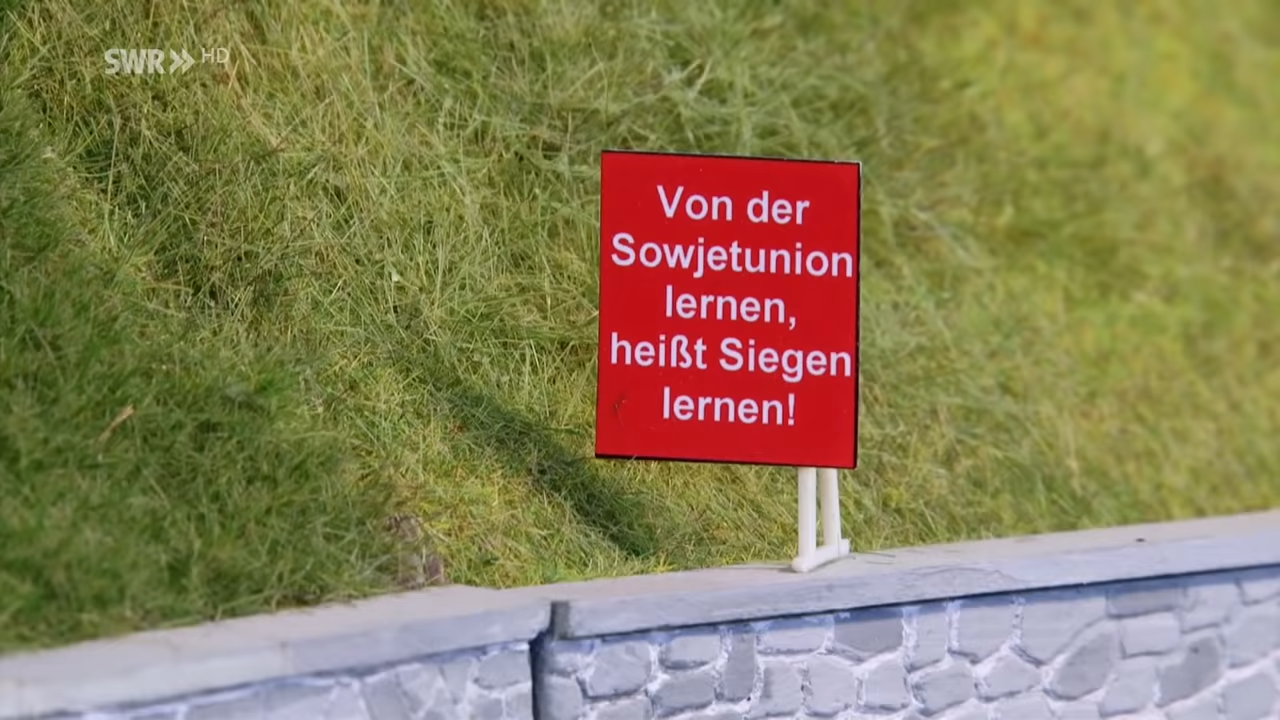 SWR HD
Von der
Sowjetunion
lernen,
heißt Siegen
lernen!